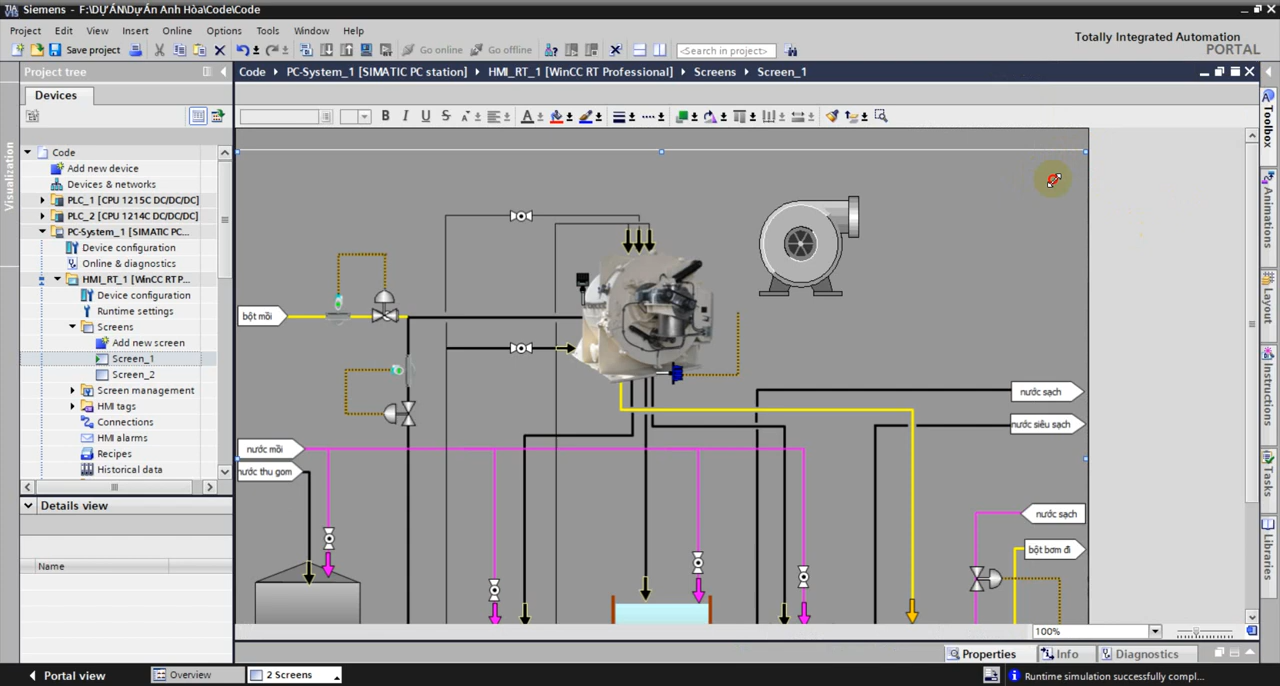 Siemens - F:\DỰ ÁN\Dự Án Anh Hòa\Code\Code
Project Edit View Insert Online Options Tools Window Help
Totally Integrated Automation
PORTAL
Save project
Go online
Go offline
<Search in project>
Project tree
Code
PC-System_1 [SIMATIC PC station]
HMI_RT_1 [WinCC RT Professional]
Screens
Screen_1
Devices
Code
Add new device
Devices & networks
PLC_1 [CPU 1215C DC/DC/DC]
PLC_2 [CPU 1214C DC/DC/DC]
PC-System_1 [SIMATIC PC...
Device configuration
Online & diagnostics
HMI_RT_1 [WinCC RT P...
Device configuration
Runtime settings
Screens
Add new screen
Screen_1
Screen_2
Screen management
HMI tags
Connections
HMI alarms
Recipes
Historical data
Details view
Name
Visualization
bột mồi
nước mồi
nước thu gom
nước sạch
nước siêu sạch
nước sạch
bột bơm đi
100%
Toolbox
Animations
Layout
Instructions
Tasks
Libraries
Properties
Info
Diagnostics
Portal view
Overview
2 Screens
Runtime simulation successfully compl...